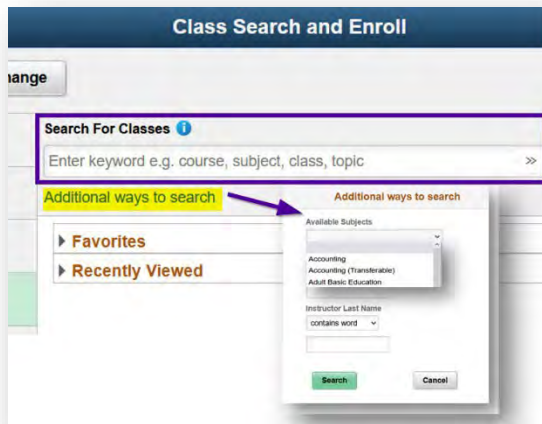 Class Search and Enroll
ange
Search For Classes
Enter keyword e.g. course, subject, class, topic
Additional ways to search
Favorites
Recently Viewed
Additional ways to search
Available Subjects
Accounting
Accounting (Transferable)
Adult Basic Education
Instructor Last Name
contains word
Search Cancel